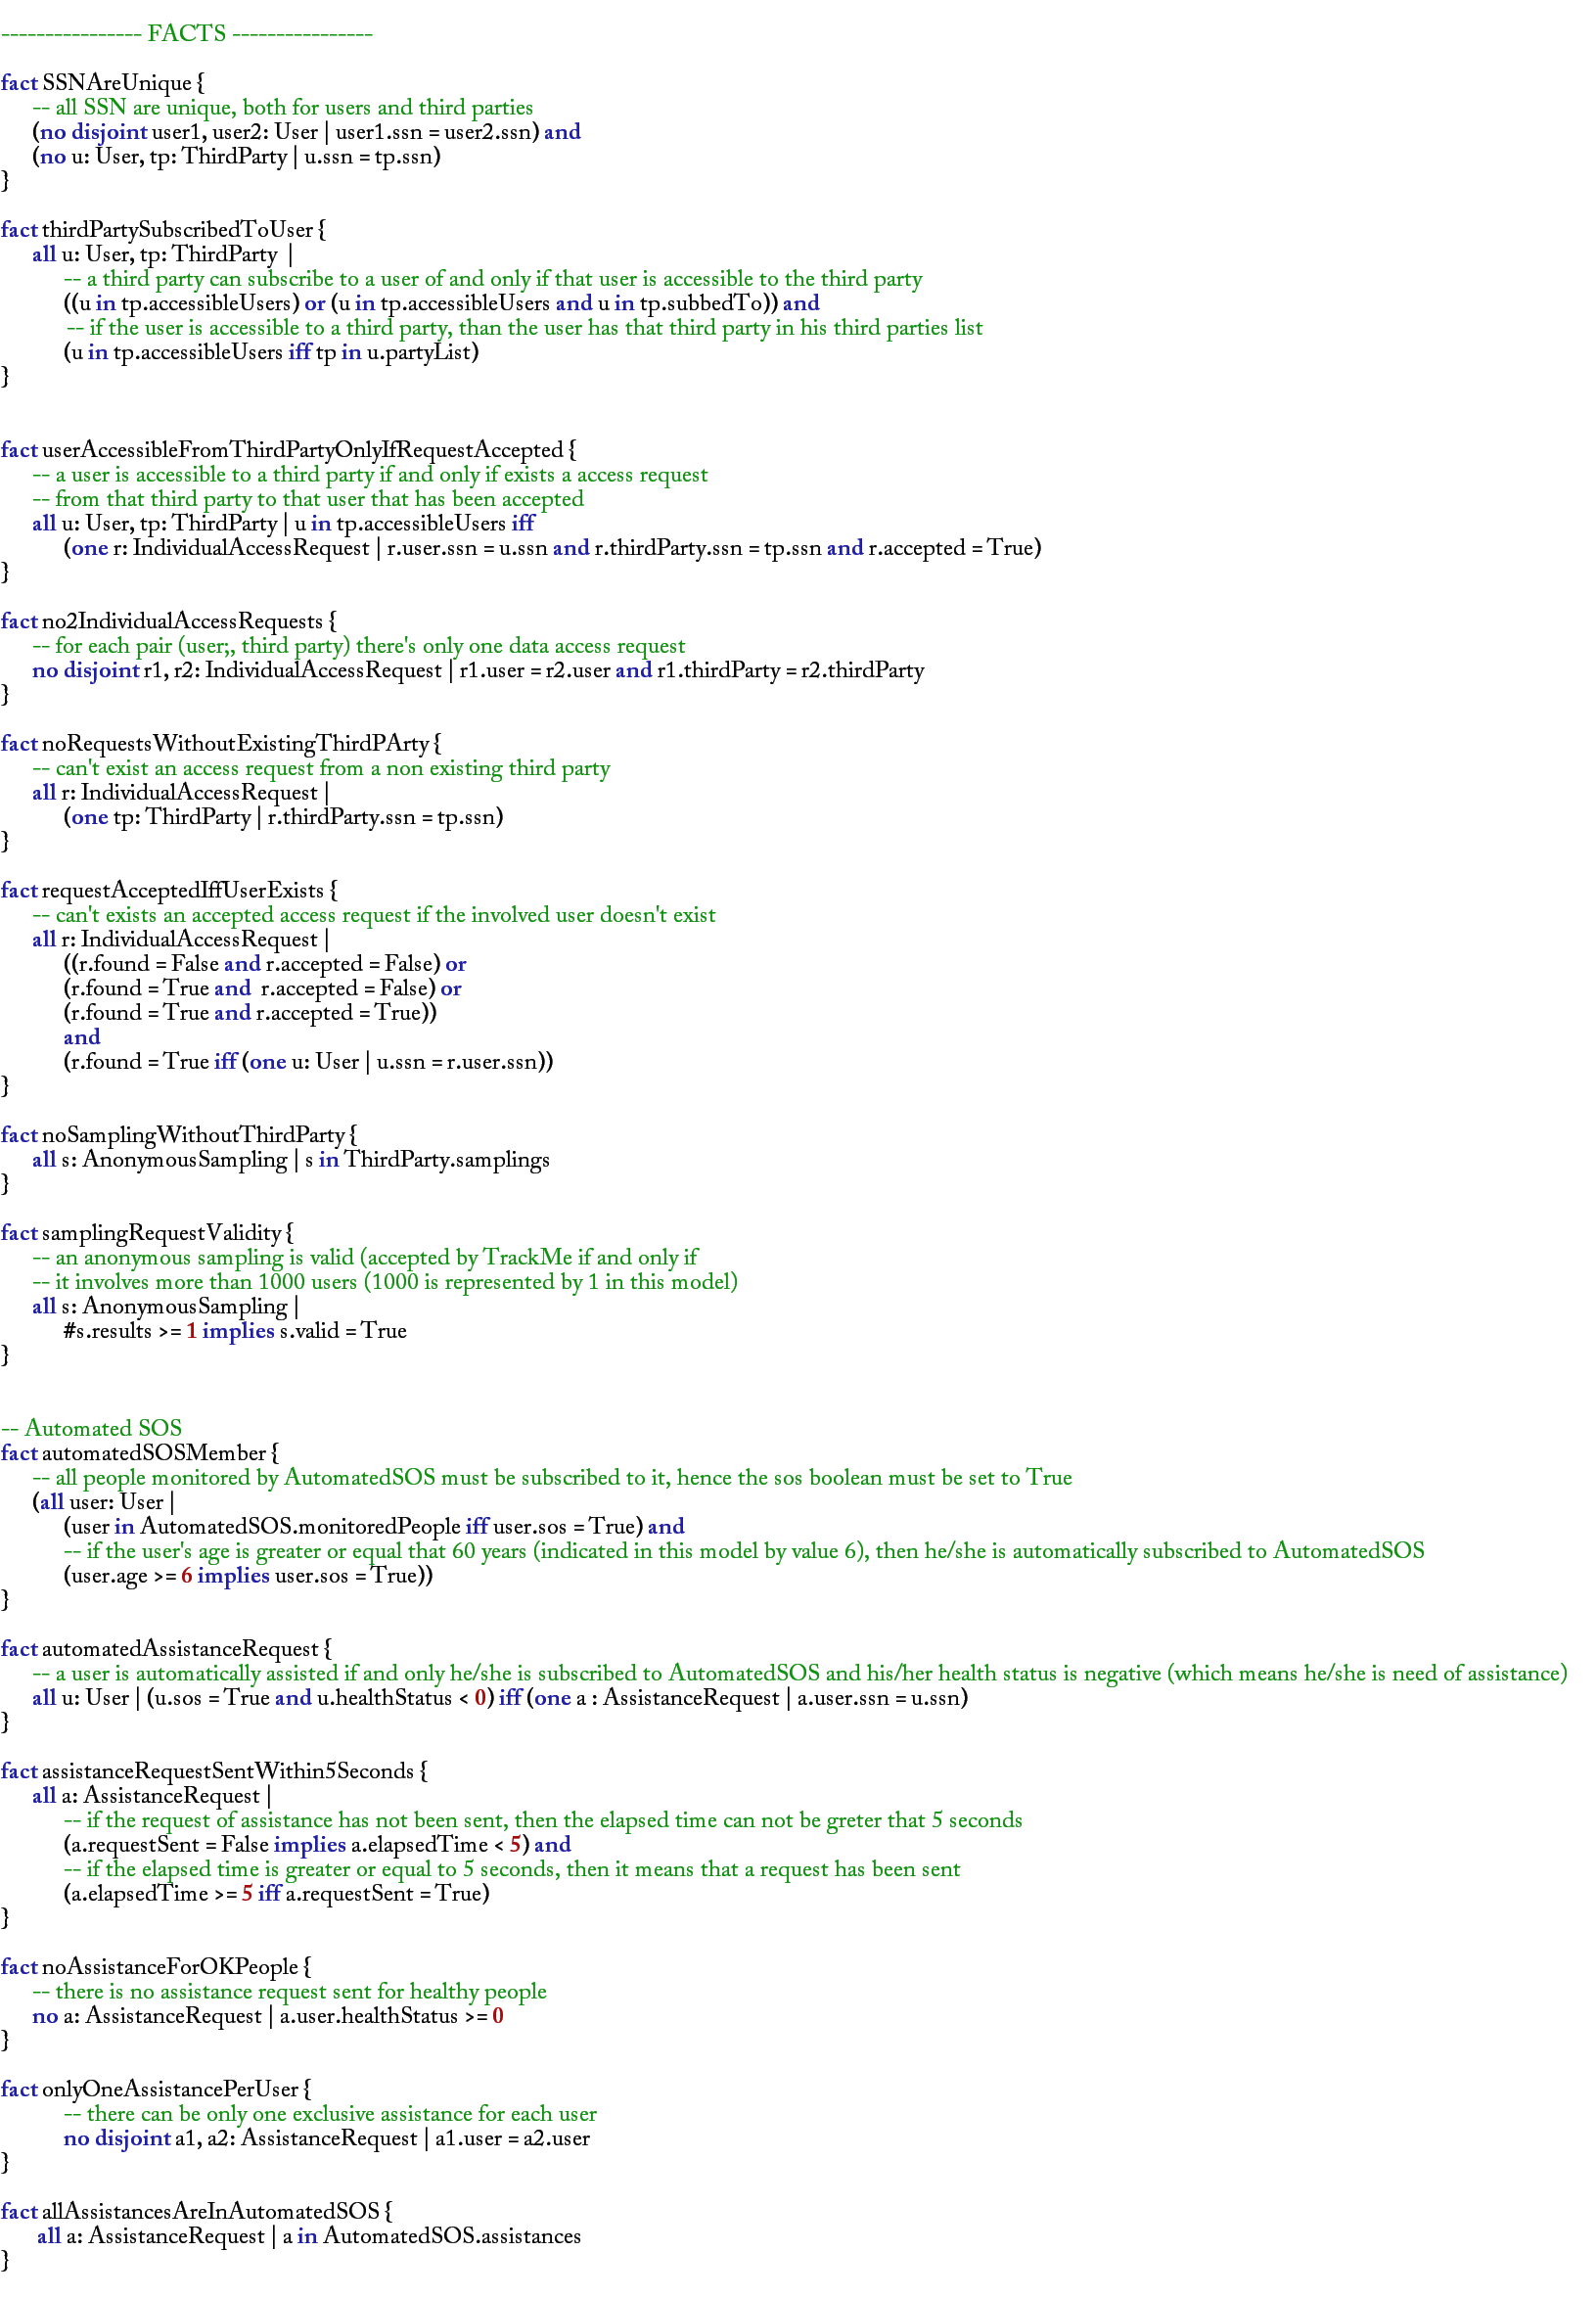 ---------------- FACTS ----------------
fact SSNAreUnique {
-- all SSN are unique, both for users and third parties
(no disjoint user1, user2: User | user1.ssn = user2.ssn) and
(no u: User, tp: ThirdParty | u.ssn = tp.ssn)
}
fact thirdPartySubscribedToUser {
all u: User, tp: ThirdParty |
-- a third party can subscribe to a user of and only if that user is accessible to the third party
((u in tp.accessibleUsers) or (u in tp.accessibleUsers and u in tp.subbedTo)) and
-- if the user is accessible to a third party, than the user has that third party in his third parties list
(u in tp.accessibleUsers iff tp in u.partyList)
}
fact userAccessibleFromThirdPartyOnlyIfRequestAccepted {
-- a user is accessible to a third party if and only if exists a access request
-- from that third party to that user that has been accepted
all u: User, tp: ThirdParty | u in tp.accessibleUsers iff
(one r: IndividualAccessRequest | r.user.ssn = u.ssn and r.thirdParty.ssn = tp.ssn and r.accepted = True)
}
fact no2IndividualAccessRequests {
-- for each pair (user;, third party) there's only one data access request
no disjoint r1, r2: IndividualAccessRequest | r1.user = r2.user and r1.thirdParty = r2.thirdParty
}
fact noRequestsWithoutExistingThirdPArty {
-- can't exist an access request from a non existing third party
all r: IndividualAccessRequest |
(one tp: ThirdParty | r.thirdParty.ssn = tp.ssn)
}
fact requestAcceptedIffUserExists {
-- can't exists an accepted access request if the involved user doesn't exist
all r: IndividualAccessRequest |
((r.found = False and r.accepted = False) or
(r.found = True and r.accepted = False) or
(r.found = True and r.accepted = True))
and
(r.found = True iff (one u: User | u.ssn = r.user.ssn))
}
fact noSamplingWithoutThirdParty {
all s: AnonymousSampling | s in ThirdParty.samplings
}
fact samplingRequestValidity {
-- an anonymous sampling is valid (accepted by TrackMe if and only if
-- it involves more than 1000 users (1000 is represented by 1 in this model)
all s: AnonymousSampling |
#s.results >= 1 implies s.valid = True
}
-- Automated SOS
fact automatedSOSMember {
-- all people monitored by AutomatedSOS must be subscribed to it, hence the sos boolean must be set to True
(all user: User |
(user in AutomatedSOS.monitoredPeople iff user.sos = True) and
-- if the user's age is greater or equal that 60 years (indicated in this model by value 6), then he/she is automatically subscribed to AutomatedSOS
(user.age >= 6 implies user.sos = True))
}
fact automatedAssistanceRequest {
-- a user is automatically assisted if and only he/she is subscribed to AutomatedSOS and his/her health status is negative (which means he/she is need of assistance)
all u: User | (u.sos = True and u.healthStatus < 0) iff (one a : AssistanceRequest | a.user.ssn = u.ssn)
}
fact assistanceRequestSentWithin5Seconds {
all a: AssistanceRequest |
-- if the request of assistance has not been sent, then the elapsed time can not be greter that 5 seconds
(a.requestSent = False implies a.elapsedTime < 5) and
-- if the elapsed time is greater or equal to 5 seconds, then it means that a request has been sent
(a.elapsedTime >= 5 iff a.requestSent = True)
}
fact noAssistanceForOKPeople {
-- there is no assistance request sent for healthy people
no a: AssistanceRequest | a.user.healthStatus >= 0
}
fact onlyOneAssistancePerUser {
-- there can be only one exclusive assistance for each user
no disjoint a1, a2: AssistanceRequest | a1.user = a2.user
}
fact allAssistancesAreInAutomatedSOS {
all a: AssistanceRequest | a in AutomatedSOS.assistances
}